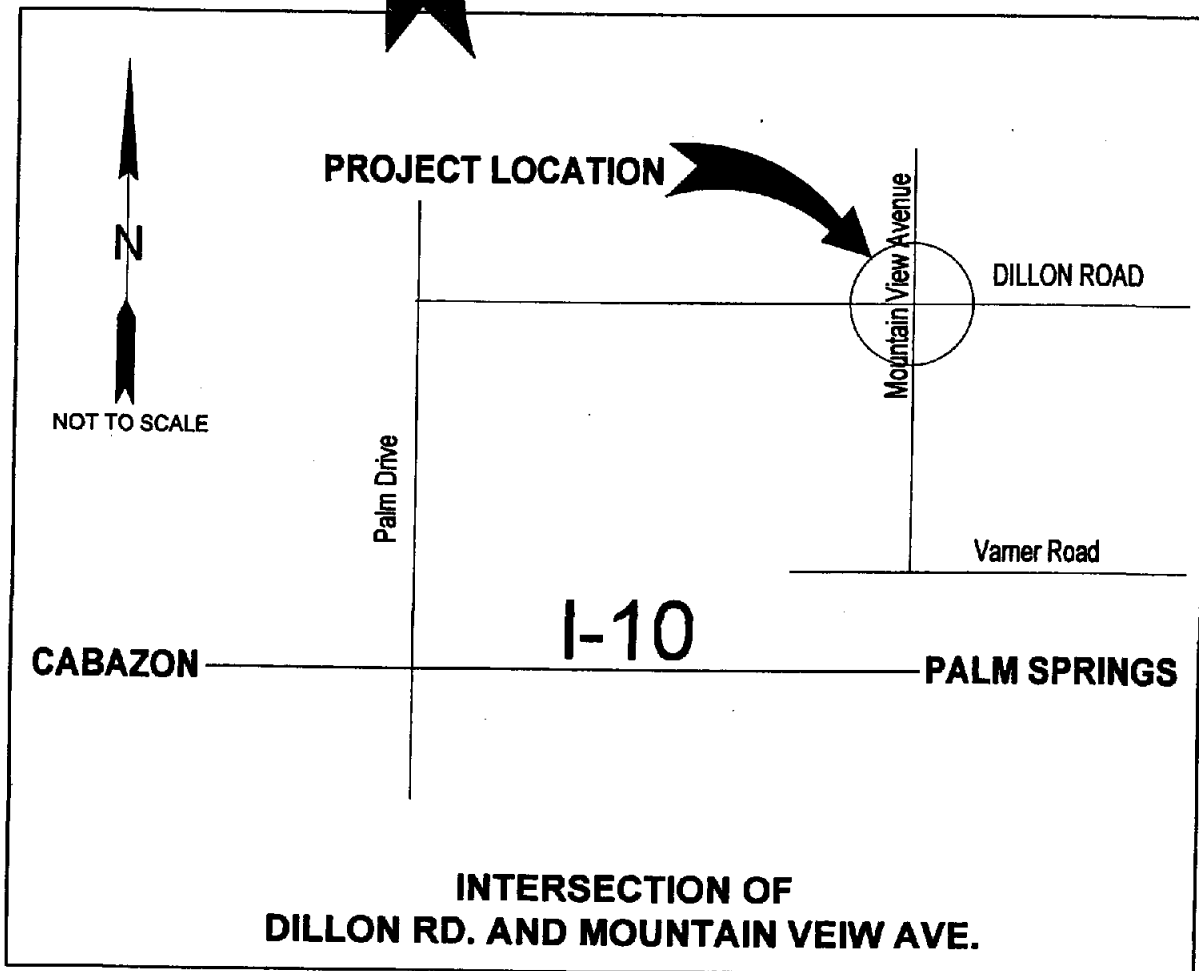 N
NOT TO SCALE
PROJECT LOCATION
Mountain View Avenue
DILLON ROAD
Palm Drive
Varner Road
I-10
CABAZON
PALM SPRINGS
INTERSECTION OF
DILLON RD. AND MOUNTAIN VEIW AVE.